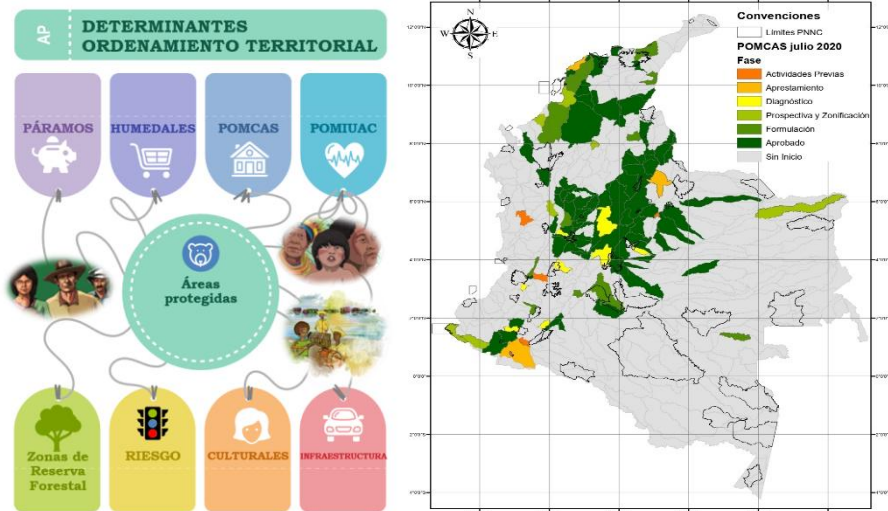 AP
DETERMINANTES
ORDENAMIENTO TERRITORIAL
PÁRAMOS
HUMEDALES
POMCAS
POMIUAC
Áreas
protegidas
Zonas de
Reserva
Forestal
RIESGO
CULTURALES
INFRAESTRUCTURA
N
W
E
S
Convenciones
Límites PNNC
POMCAS julio 2020
Fase
Actividades Previas
Aprestamiento
Diagnóstico
Prospectiva y Zonificación
Formulación
Aprobado
Sin Inicio